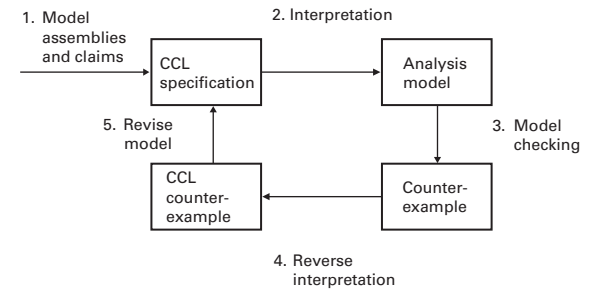 1. Model
assemblies
and claims
2. Interpretation
CCL
specification
Analysis
model
5. Revise
model
3. Model
checking
CCL
counter-
example
Counter-
example
4. Reverse
interpretation